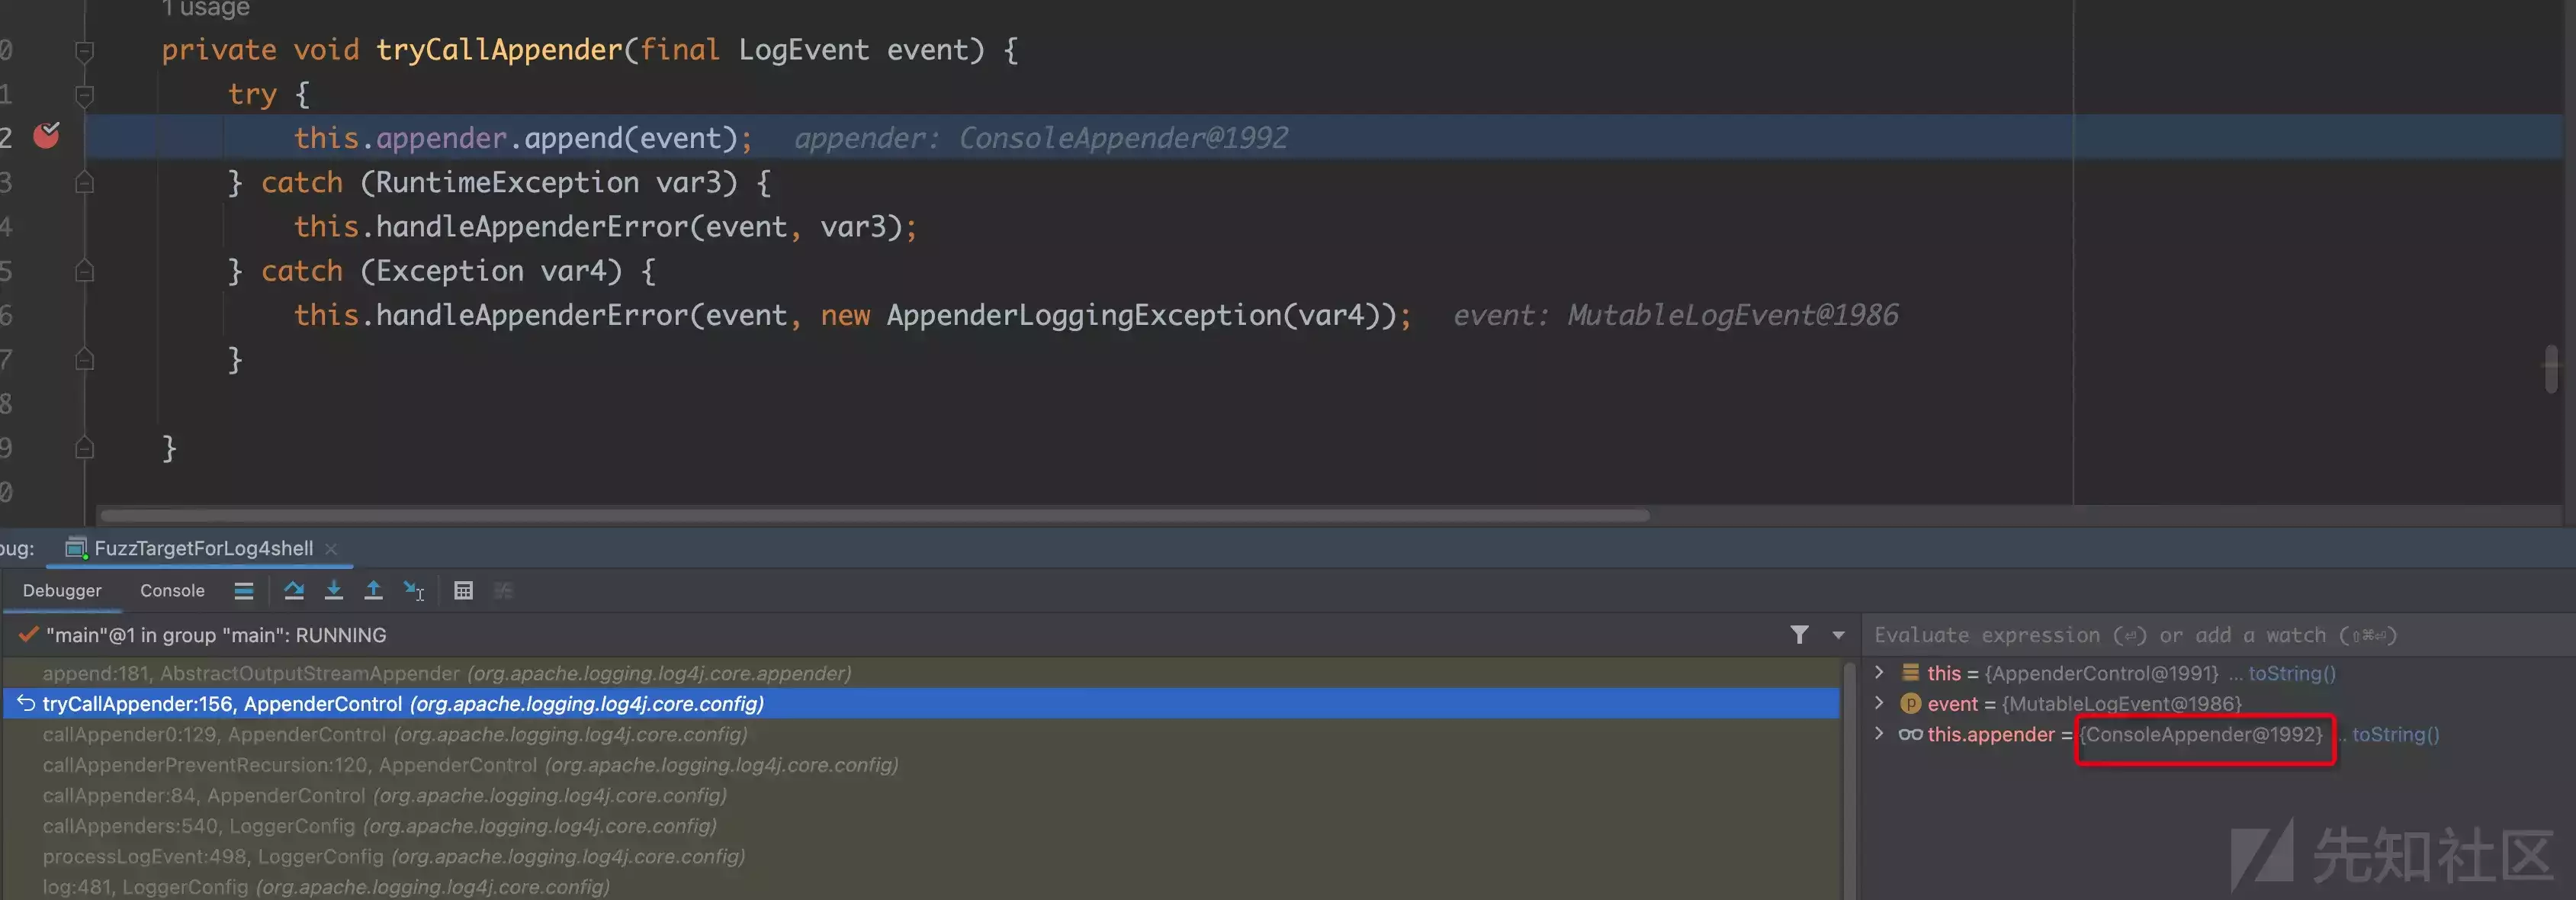 1 usage
0 private void tryCallAppender(final LogEvent event) {
1 try {
2 this.appender.append(event); appender: ConsoleAppender@1992
3 } catch (RuntimeException var3) {
4 this.handleAppenderError(event, var3);
5 } catch (Exception var4) {
6 this.handleAppenderError(event, new AppenderLoggingException(var4)); event: MutableLogEvent@1986
7 }
8
9 }
0
bug: FuzzTargetForLog4shell
Debugger Console
"main"@1 in group "main": RUNNING
append:181, AbstractOutputStreamAppender (org.apache.logging.log4j.core.appender)
tryCallAppender:156, AppenderControl (org.apache.logging.log4j.core.config)
callAppender0:129, AppenderControl (org.apache.logging.log4j.core.config)
callAppenderPreventRecursion:120, AppenderControl (org.apache.logging.log4j.core.config)
callAppender:84, AppenderControl (org.apache.logging.log4j.core.config)
callAppenders:540, LoggerConfig (org.apache.logging.log4j.core.config)
processLogEvent:498, LoggerConfig (org.apache.logging.log4j.core.config)
log:481, LoggerConfig (org.apache.logging.log4j.core.config)
Evaluate expression (⏎) or add a watch (⇧⌘⏎)
this = {AppenderControl@1991} ... toString()
p event = {MutableLogEvent@1986}
this.appender = {ConsoleAppender@1992} .. toString()
先知社区